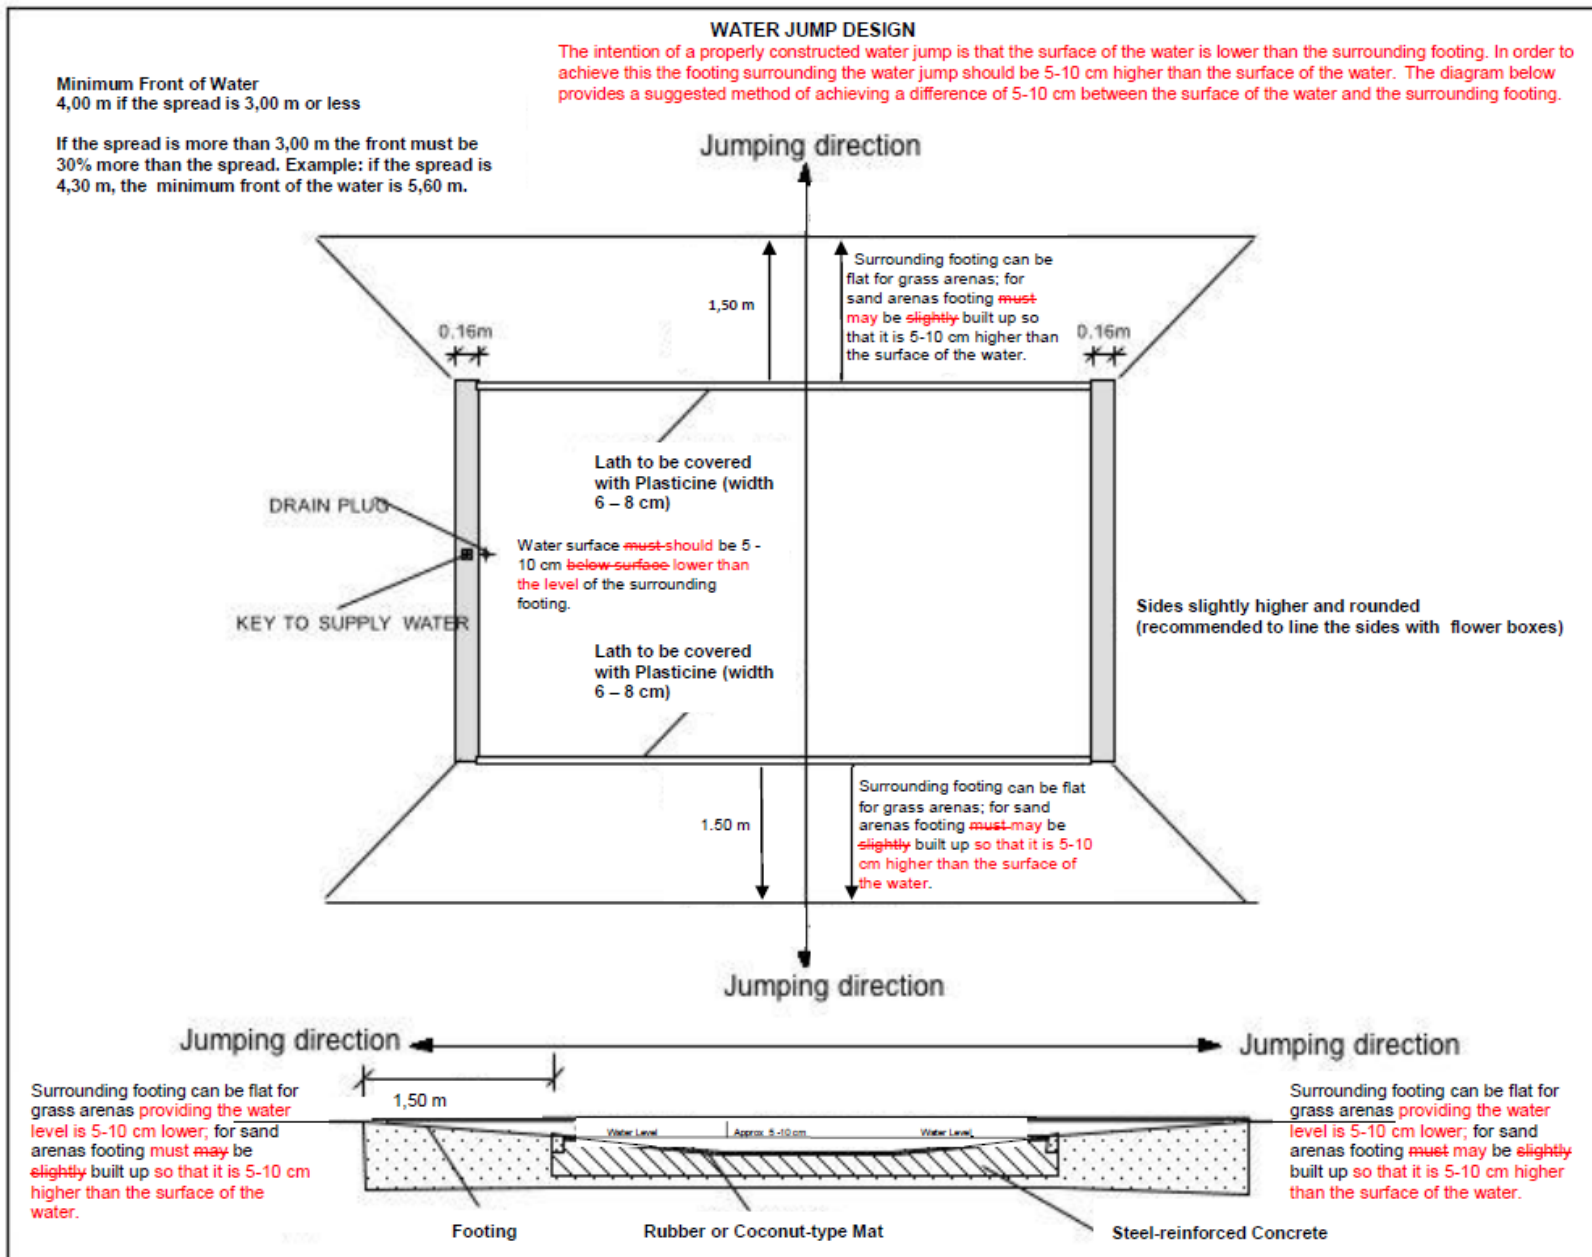 WATER JUMP DESIGN
The intention of a properly constructed water jump is that the surface of the water is lower than the surrounding footing. In order to
achieve this the footing surrounding the water jump should be 5-10 cm higher than the surface of the water. The diagram below
provides a suggested method of achieving a difference of 5-10 cm between the surface of the water and the surrounding footing.
Minimum Front of Water
4,00 m if the spread is 3,00 m or less
If the spread is more than 3,00 m the front must be
30% more than the spread. Example: if the spread is
4,30 m, the minimum front of the water is 5,60 m.
Jumping direction
1,50 m
Surrounding footing can be
flat for grass arenas; for
sand arenas footing must
may be slightly built up so
that it is 5-10 cm higher than
the surface of the water.
0.16m
0.16m
Lath to be covered
with Plasticine (width
6 – 8 cm)
DRAIN PLUG
Water surface must should be 5 -
10 cm below surface lower than
the level of the surrounding
footing.
KEY TO SUPPLY WATER
Sides slightly higher and rounded
(recommended to line the sides with flower boxes)
Lath to be covered
with Plasticine (width
6 – 8 cm)
1.50 m
Surrounding footing can be flat
for grass arenas; for sand
arenas footing must may be
slightly built up so that it is 5-10
cm higher than the surface of
the water.
Jumping direction
Jumping direction
Jumping direction
1,50 m
Surrounding footing can be flat for
grass arenas providing the water
level is 5-10 cm lower; for sand
arenas footing must may be
slightly built up so that it is 5-10 cm
higher than the surface of the
water.
Water Level
Approx. 5 -10 cm
Water Level
Surrounding footing can be flat for
grass arenas providing the water
level is 5-10 cm lower; for sand
arenas footing must may be slightly
built up so that it is 5-10 cm higher
than the surface of the water.
Footing
Rubber or Coconut-type Mat
Steel-reinforced Concrete